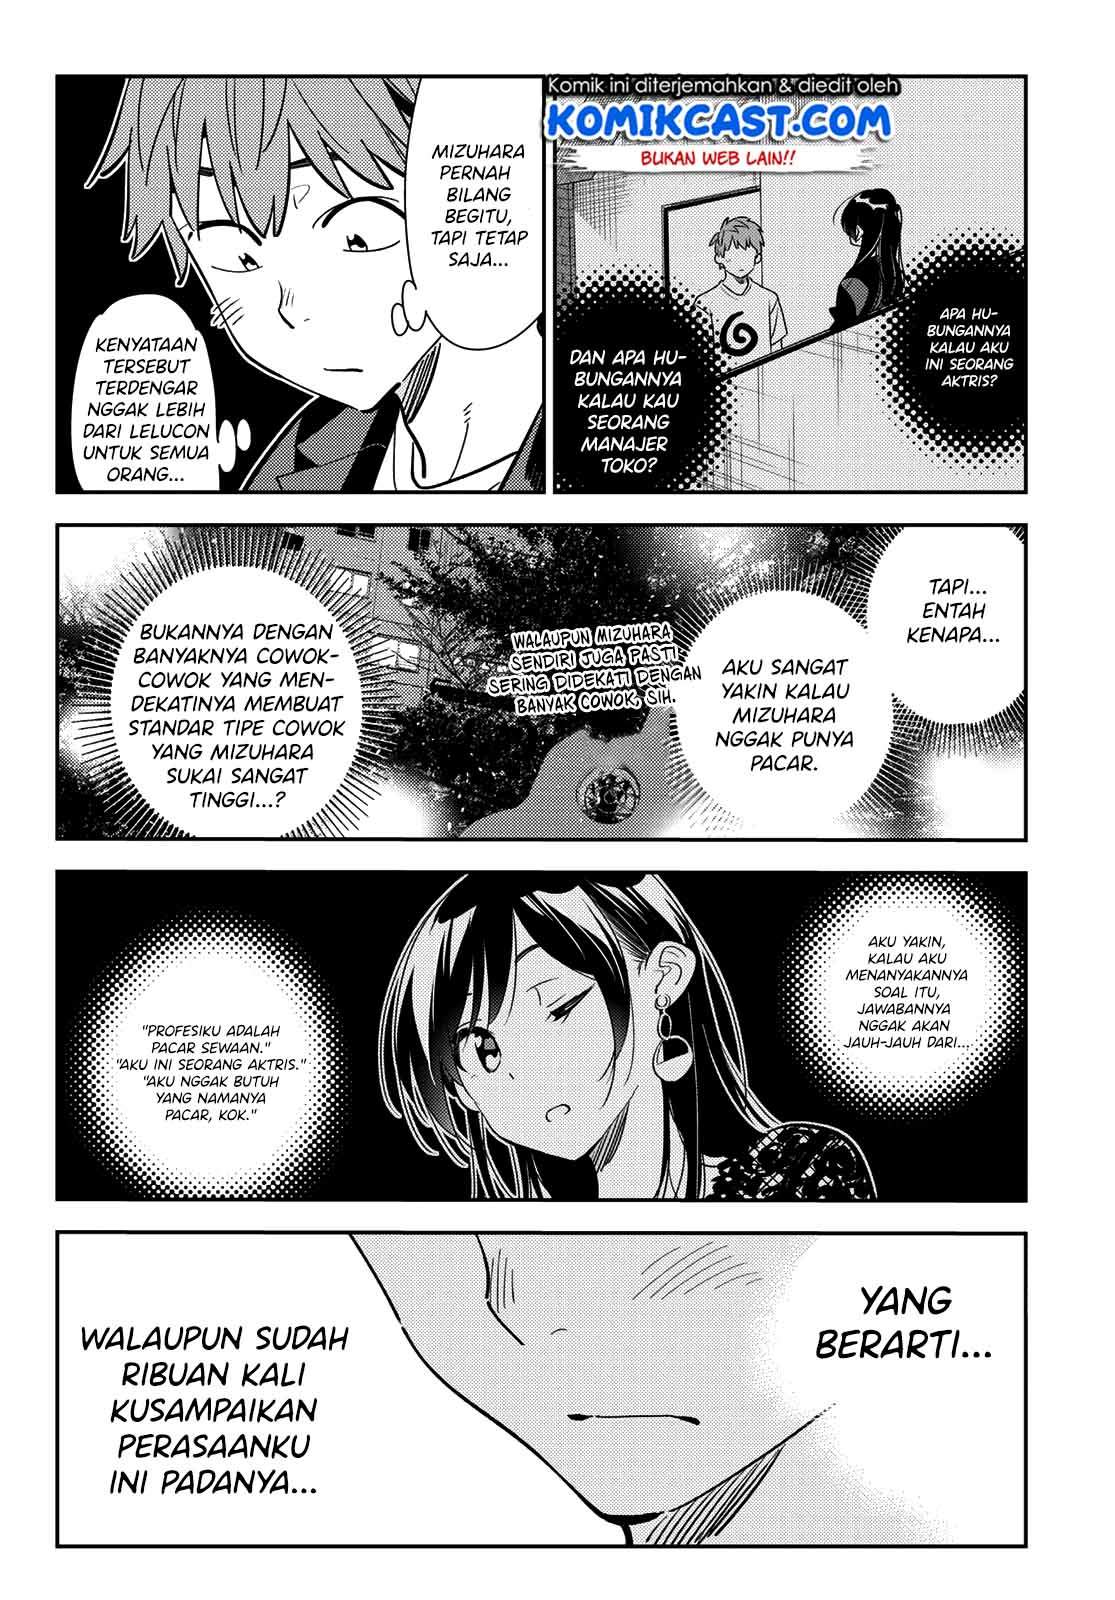 Komik ini diterjemahkan & diedit oleh
KOMIKCAST.COM
BUKAN WEB LAIN!!
APA HU-
BUNGANNYA
KALAU AKU
INI SEORANG
AKTRIS?
DAN APA HU-
BUNGANNYA
KALAU KAU
SEORANG
MANAJER
TOKO?
MIZUHARA
PERNAH
BILANG
BEGITU,
TAPI TETAP
SAJA...
KENYATAAN
TERSEBUT
TERDENGAR
NGGAK LEBIH
DARI LELUCON
UNTUK SEMUA
ORANG...
TAPI...
ENTAH
KENAPA...
AKU SANGAT
YAKIN KALAU
MIZUHARA
NGGAK PUNYA
PACAR.
WALAUPUN MIZUHARA
SENDIRI JUGA PASTI
SERING DIDEKATI DENGAN
BANYAK COWOK, SIH.
BUKANNYA DENGAN
BANYAKNYA COWOK-
COWOK YANG MEN-
DEKATINYA MEMBUAT
STANDAR TIPE COWOK
YANG MIZUHARA
SUKAI SANGAT
TINGGI...?
AKU YAKIN,
KALAU AKU
MENANYAKANNYA
SOAL ITU,
JAWABANNYA
NGGAK AKAN
JAUH-JAUH DARI...
"PROFESIKU ADALAH
PACAR SEWAAN."
"AKU INI SEORANG AKTRIS."
"AKU NGGAK BUTUH
YANG NAMANYA
PACAR, KOK."
YANG
BERARTI...
WALAUPUN SUDAH
RIBUAN KALI
KUSAMPAIKAN
PERASAANKU
INI PADANYA...